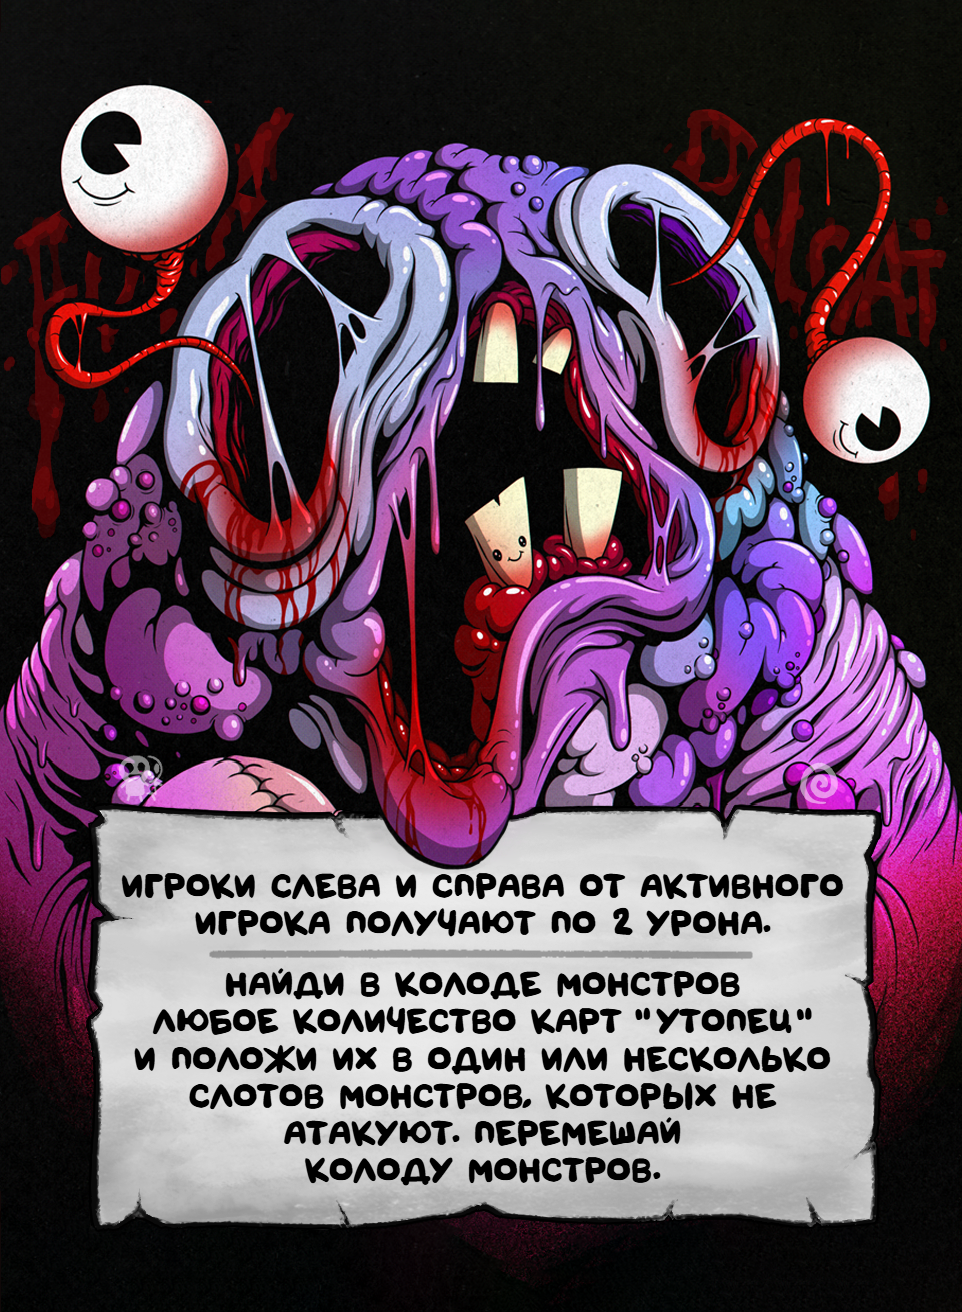 ИГРОКИ СЛЕВА И СПРАВА ОТ АКТИВНОГО
ИГРОКА ПОЛУЧАЮТ ПО 2 УРОНА.
НАЙДИ В КОЛОДЕ МОНСТРОВ
ЛЮБОЕ КОЛИЧЕСТВО КАРТ "УТОПЕЦ"
И ПОЛОЖИ ИХ В ОДИН ИЛИ НЕСКОЛЬКО
СЛОТОВ МОНСТРОВ, КОТОРЫХ НЕ
АТАКУЮТ. ПЕРЕМЕШАЙ
КОЛОДУ МОНСТРОВ.